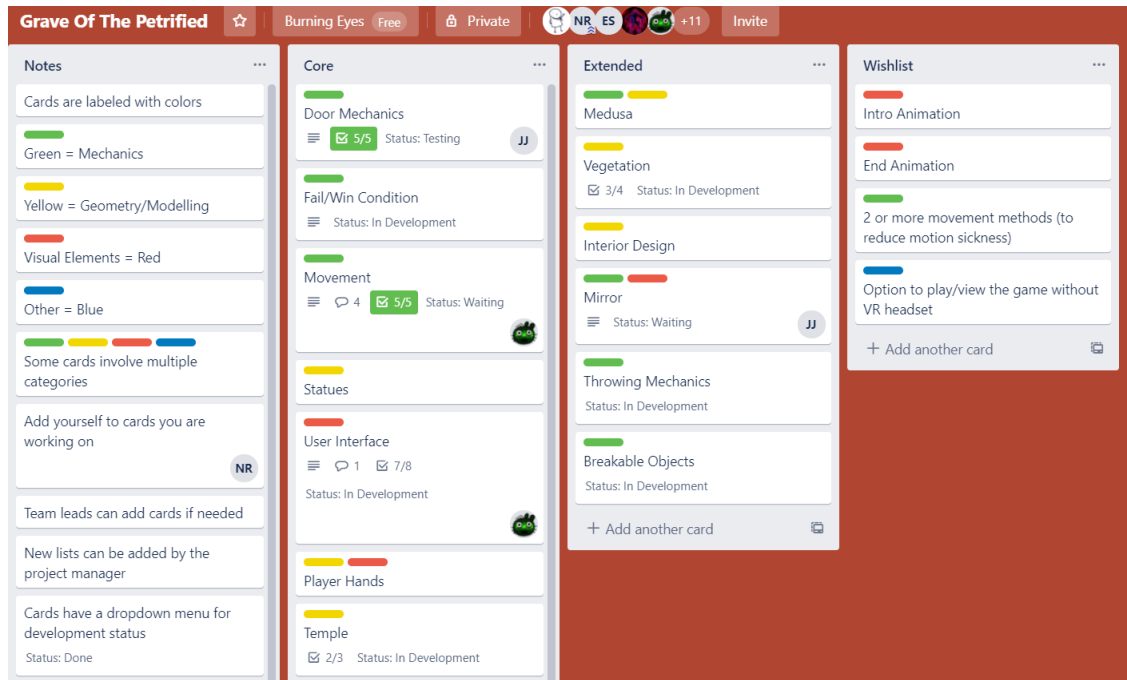 Grave Of The Petrified
Burning Eyes Free
Private
NR ES +11
Invite
Notes
Cards are labeled with colors
Green = Mechanics
Yellow = Geometry/Modelling
Visual Elements = Red
Other = Blue
Some cards involve multiple
categories
Add yourself to cards you are
working on
NR
Team leads can add cards if needed
New lists can be added by the
project manager
Cards have a dropdown menu for
development status
Status: Done
Core
Door Mechanics
5/5 Status: Testing JJ
Fail/Win Condition
Status: In Development
Movement
4 5/5 Status: Waiting
Statues
User Interface
1 7/8
Status: In Development
Player Hands
Temple
2/3 Status: In Development
Extended
Medusa
Vegetation
3/4 Status: In Development
Interior Design
Mirror
Status: Waiting JJ
Throwing Mechanics
Status: In Development
Breakable Objects
Status: In Development
+ Add another card
Wishlist
Intro Animation
End Animation
2 or more movement methods (to
reduce motion sickness)
Option to play/view the game without
VR headset
+ Add another card